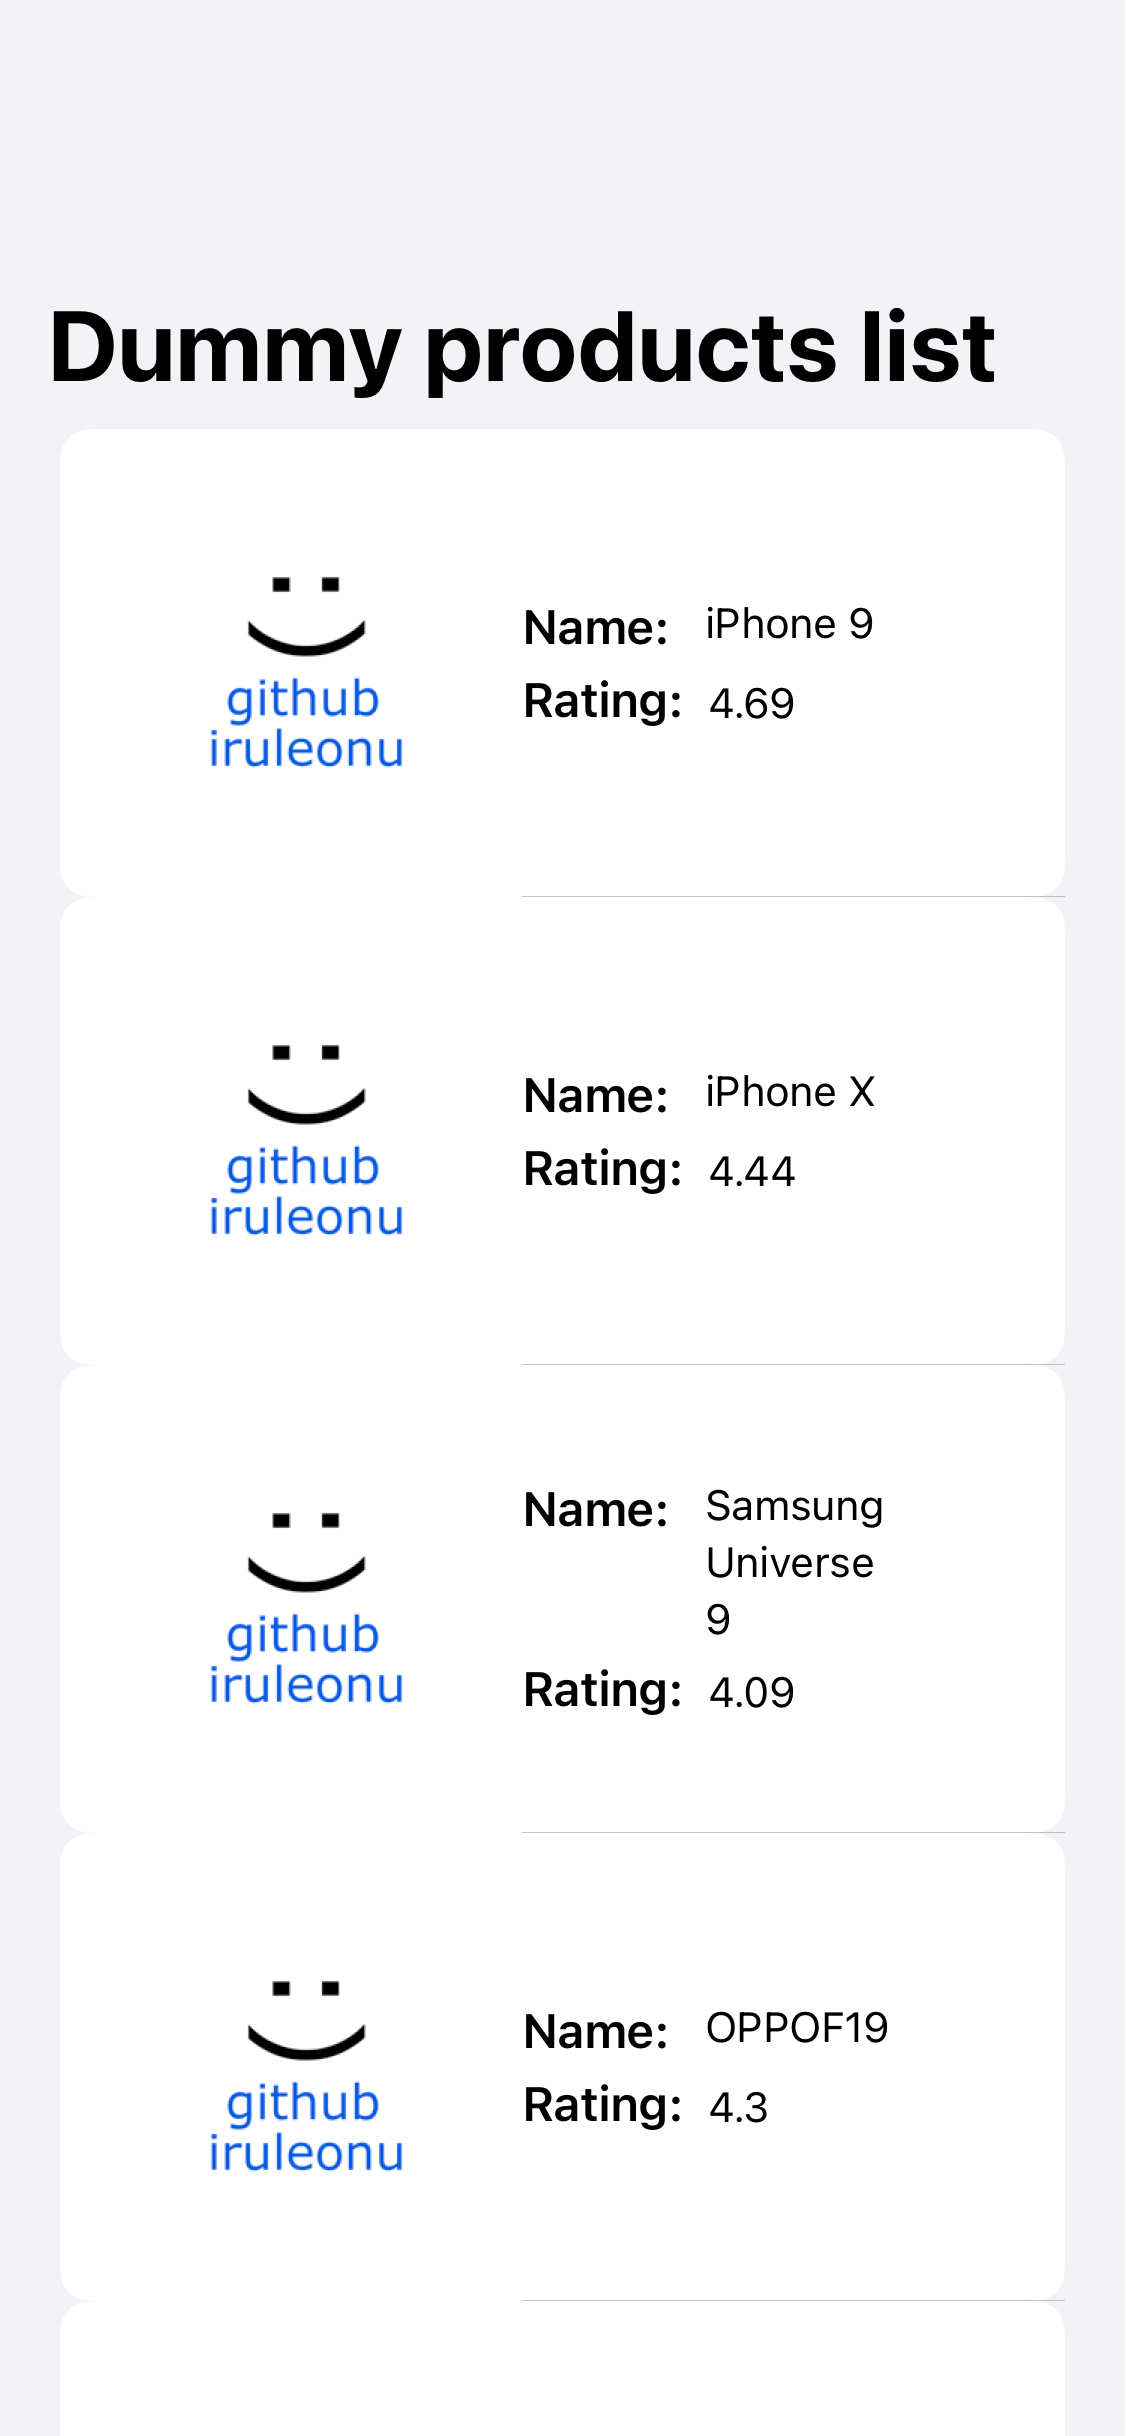 Dummy products list
github
iruleonu
Name: iPhone 9
Rating: 4.69
github
iruleonu
Name: iPhone X
Rating: 4.44
github
iruleonu
Name: Samsung
Universe
9
Rating: 4.09
github
iruleonu
Name: OPPOF19
Rating: 4.3